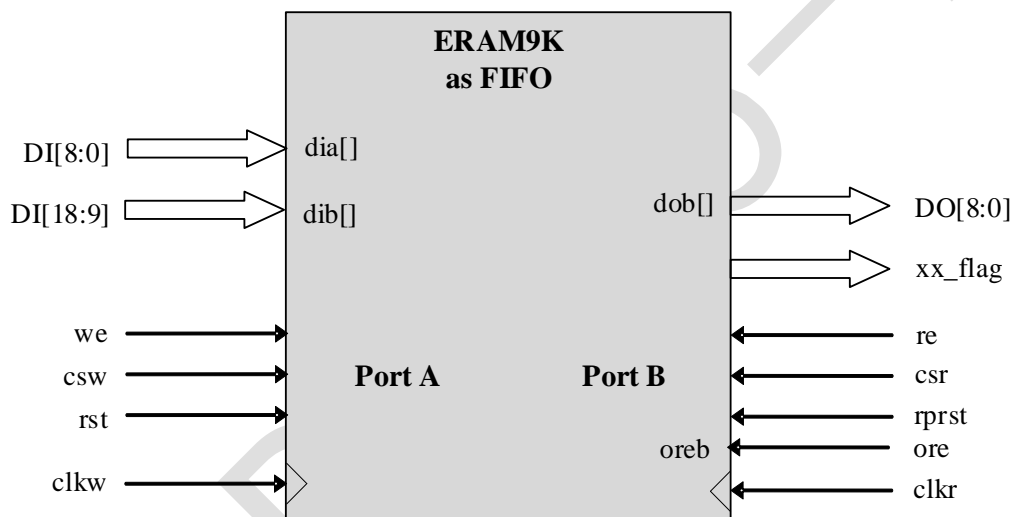 ERAM9K
as FIFO
DI[8:0]
dia[]
DI[18:9]
dib[]
dob[]
DO[8:0]
xx_flag
we
re
csw
Port A
Port B
csr
rst
rprst
oreb
ore
clkw
clkr